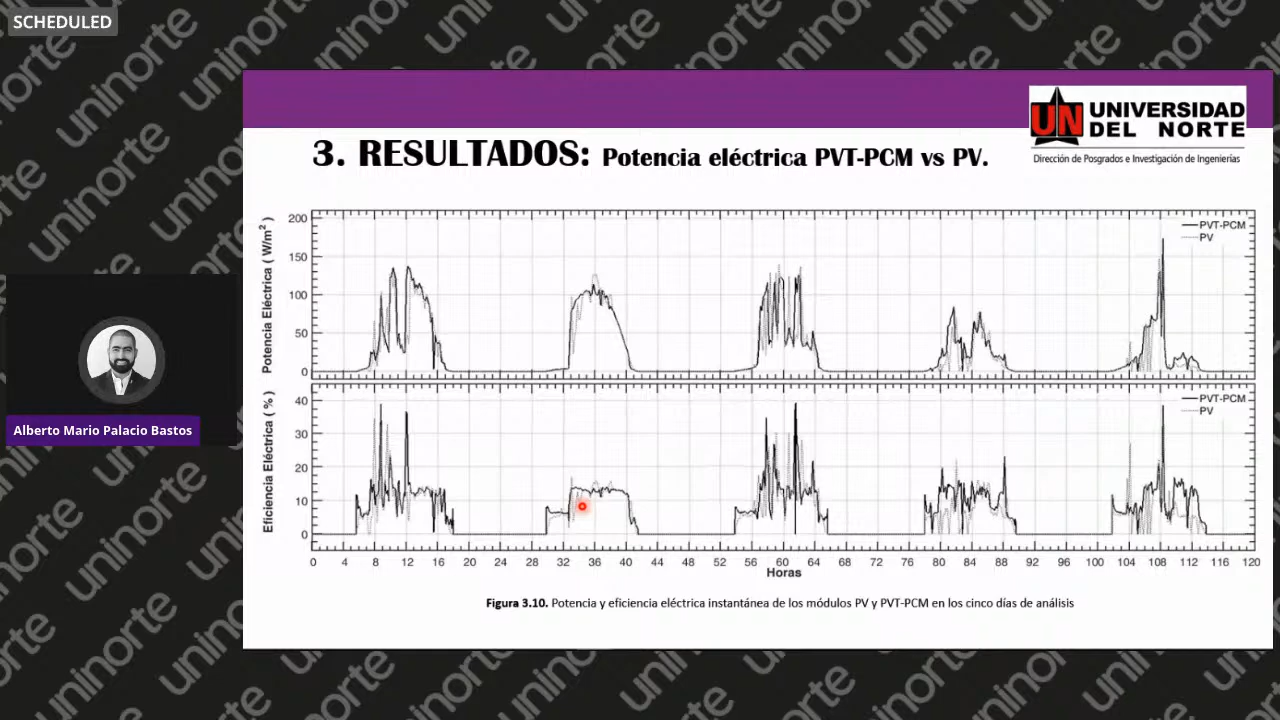 SCHEDULED
UN UNIVERSIDAD
DEL NORTE
Dirección de Posgrados e Investigación de Ingenierías
3. RESULTADOS: Potencia eléctrica PVT-PCM vs PV.
Potencia Eléctrica ( W/m2 )
200
150
100
50
0
PVT-PCM
PV
Eficiencia Eléctrica ( % )
40
30
20
10
0
PVT-PCM
PV
0 4 8 12 16 20 24 28 32 36 40 44 48 52 56 60 64 68 72 76 80 84 88 92 96 100 104 108 112 116 120
Horas
Figura 3.10. Potencia y eficiencia eléctrica instantánea de los módulos PV y PVT-PCM en los cinco días de análisis
Alberto Mario Palacio Bastos
uninorte